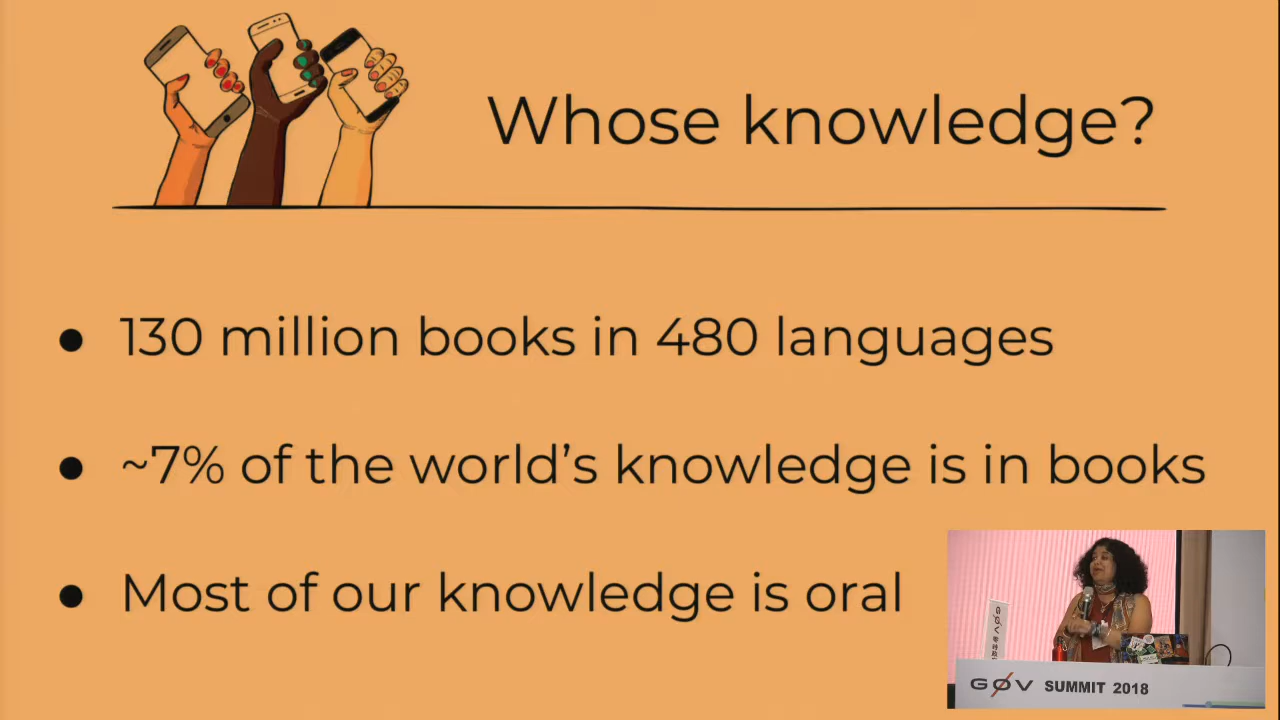 Whose knowledge?
● 130 million books in 480 languages
● ~7% of the world's knowledge is in books
● Most of our knowledge is oral
GØV SUMMIT 2018